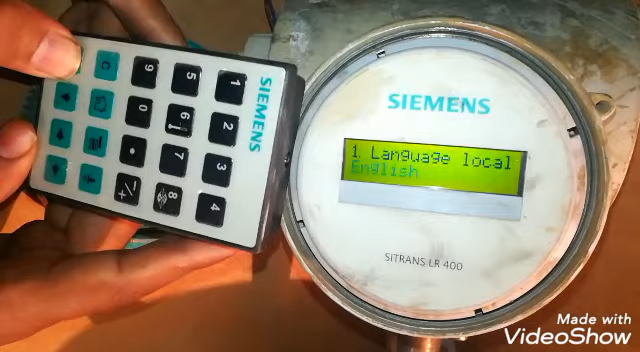 SIEMENS
C
9
5
1
0
6
2
•
7
3
-/+
8
4
SIEMENS
1 Language local
English
SITRANS LR 400
Made with
VideoShow